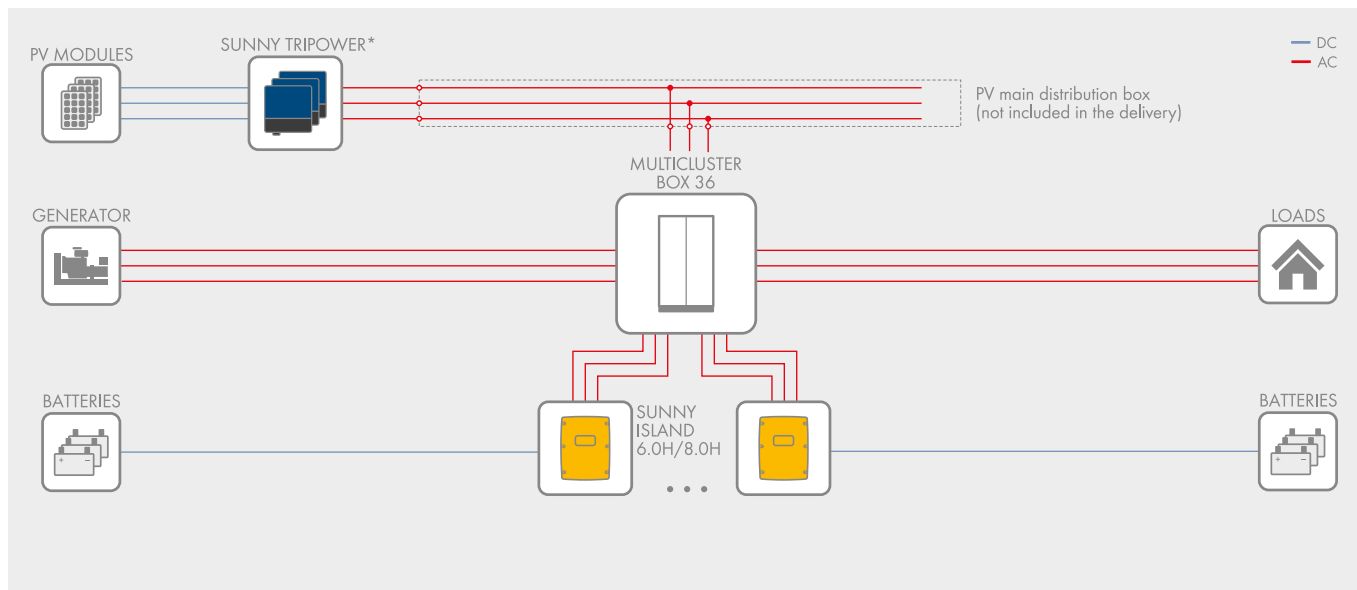 PV MODULES
SUNNY TRIPOWER*
DC
AC
PV main distribution box
(not included in the delivery)
MULTICLUSTER
BOX 36
GENERATOR
LOADS
BATTERIES
SUNNY
ISLAND
6.0H/8.0H
BATTERIES